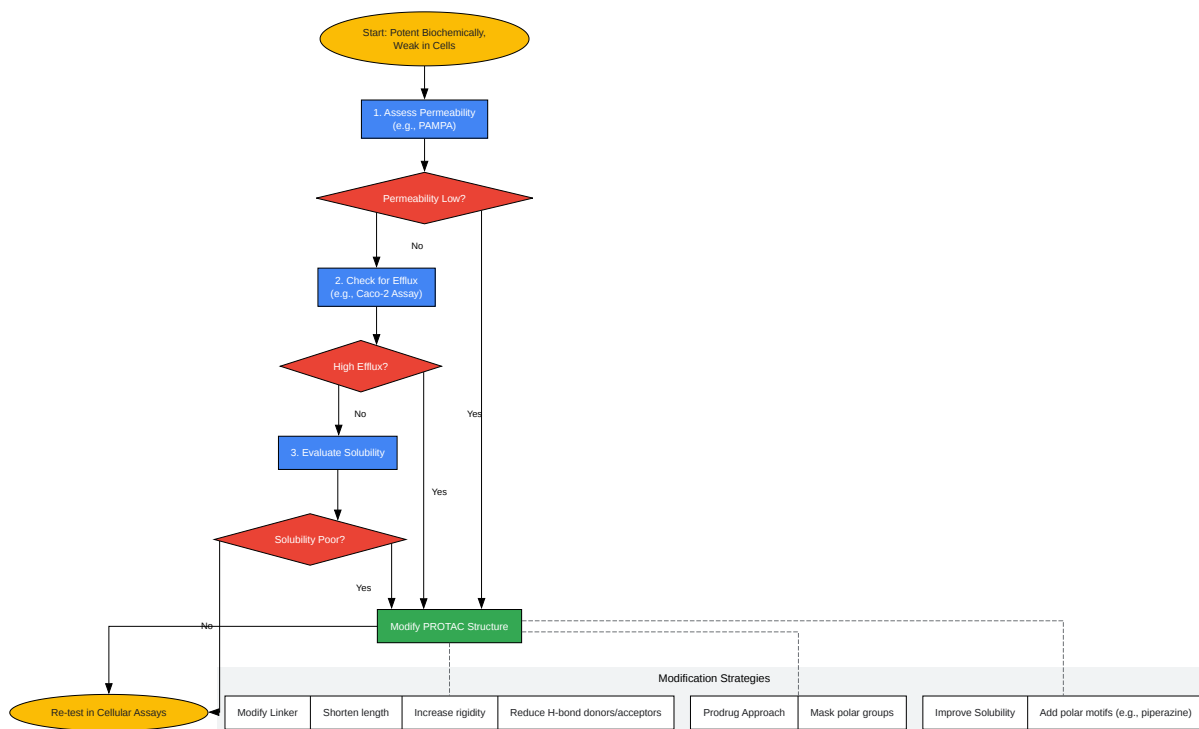 Start: Potent Biochemically,
Weak in Cells
1. Assess Permeability
(e.g., PAMPA)
Permeability Low?
No
2. Check for Efflux
(e.g., Caco-2 Assay)
High Efflux?
No
Yes
3. Evaluate Solubility
Yes
Solubility Poor?
Yes
No
Modify PROTAC Structure
Modification Strategies
Re-test in Cellular Assays
Modify Linker
Shorten length
Increase rigidity
Reduce H-bond donors/acceptors
Prodrug Approach
Mask polar groups
Improve Solubility
Add polar motifs (e.g., piperazine)